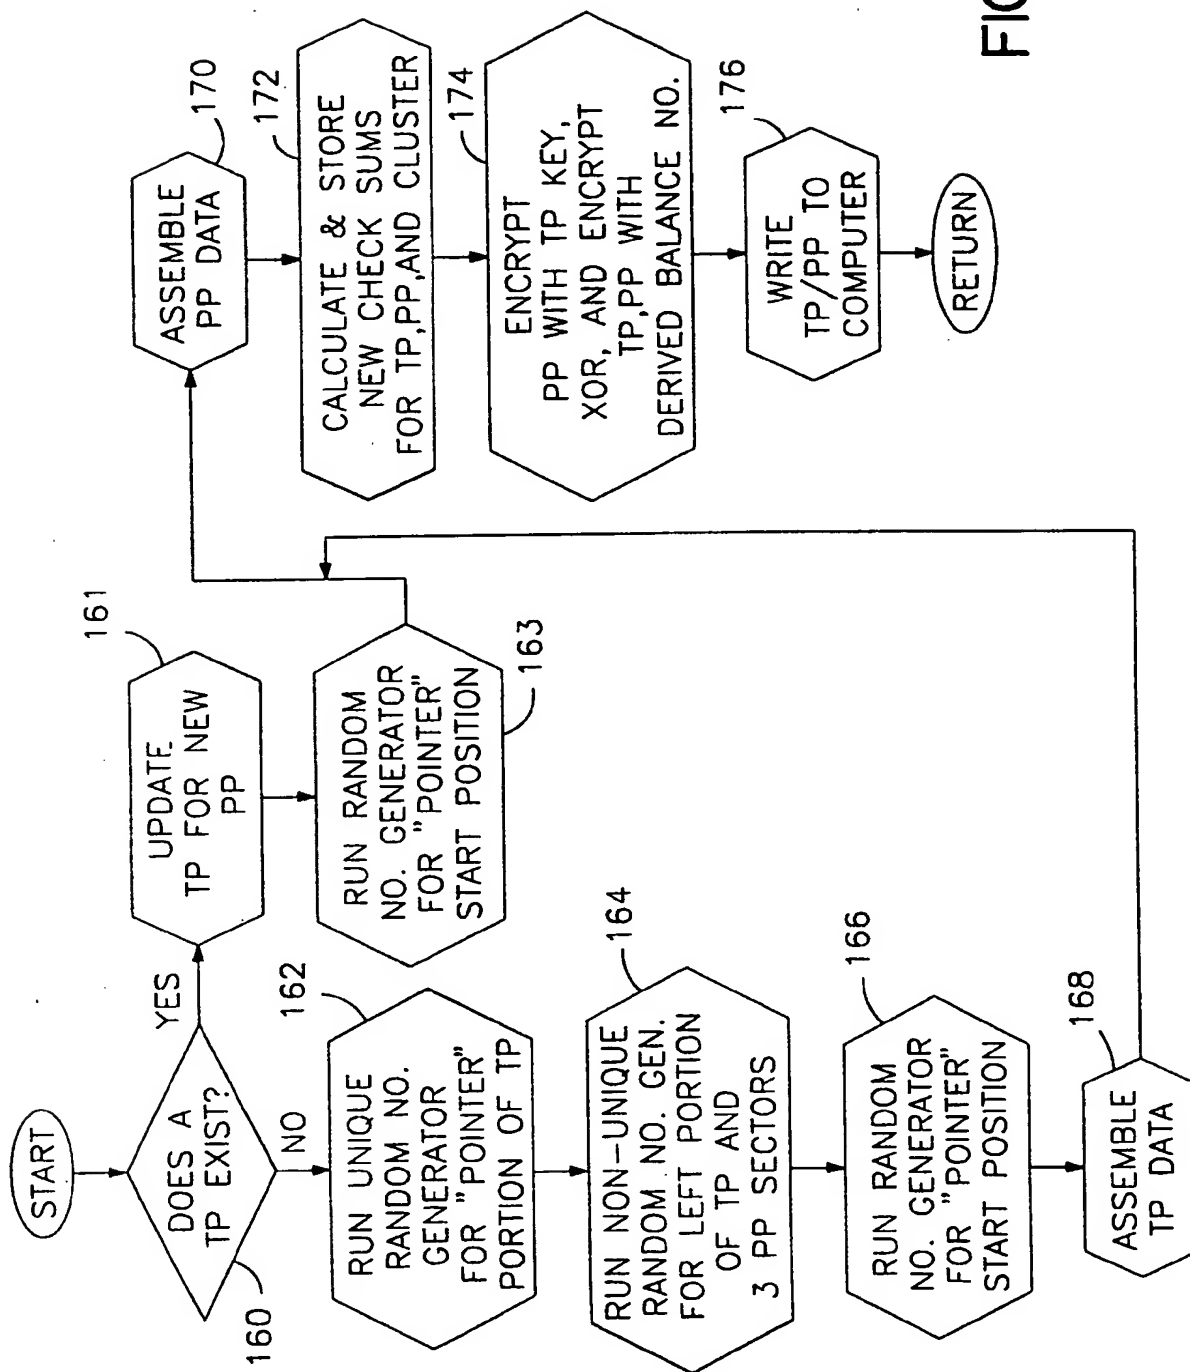 START
DOES A
TP EXIST?
160
YES
NO
UPDATE
TP FOR NEW
PP
161
RUN RANDOM
NO. GENERATOR
FOR "POINTER"
START POSITION
163
RUN UNIQUE
RANDOM NO.
GENERATOR
FOR "POINTER"
PORTION OF TP
162
RUN NON-UNIQUE
RANDOM NO. GEN.
FOR LEFT PORTION
OF TP AND
3 PP SECTORS
164
RUN RANDOM
NO. GENERATOR
FOR "POINTER"
START POSITION
166
ASSEMBLE
TP DATA
168
ASSEMBLE
PP DATA
170
CALCULATE & STORE
NEW CHECK SUMS
FOR TP,PP,AND CLUSTER
172
ENCRYPT
PP WITH TP KEY,
XOR, AND ENCRYPT
TP,PP WITH
DERIVED BALANCE NO.
174
WRITE
TP/PP TO
COMPUTER
176
RETURN